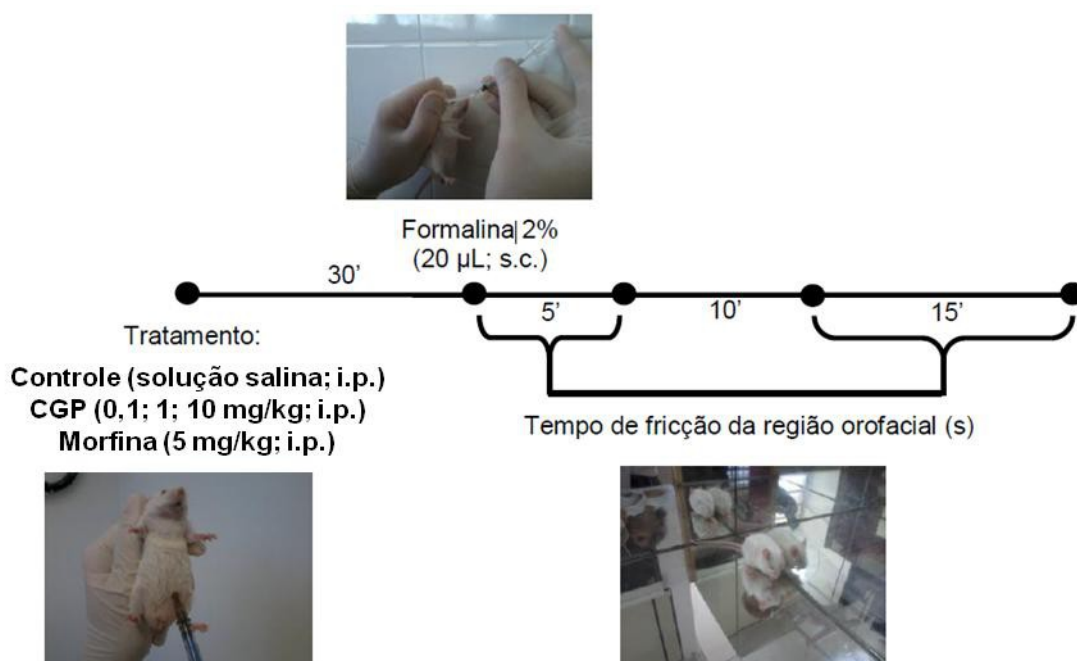 Formalina|2%
(20 µL; s.c.)
30’
5’
10’
15’
Tratamento:
Controle (solução salina; i.p.)
CGP (0,1; 1; 10 mg/kg; i.p.)
Morfina (5 mg/kg; i.p.)
Tempo de fricção da região orofacial (s)